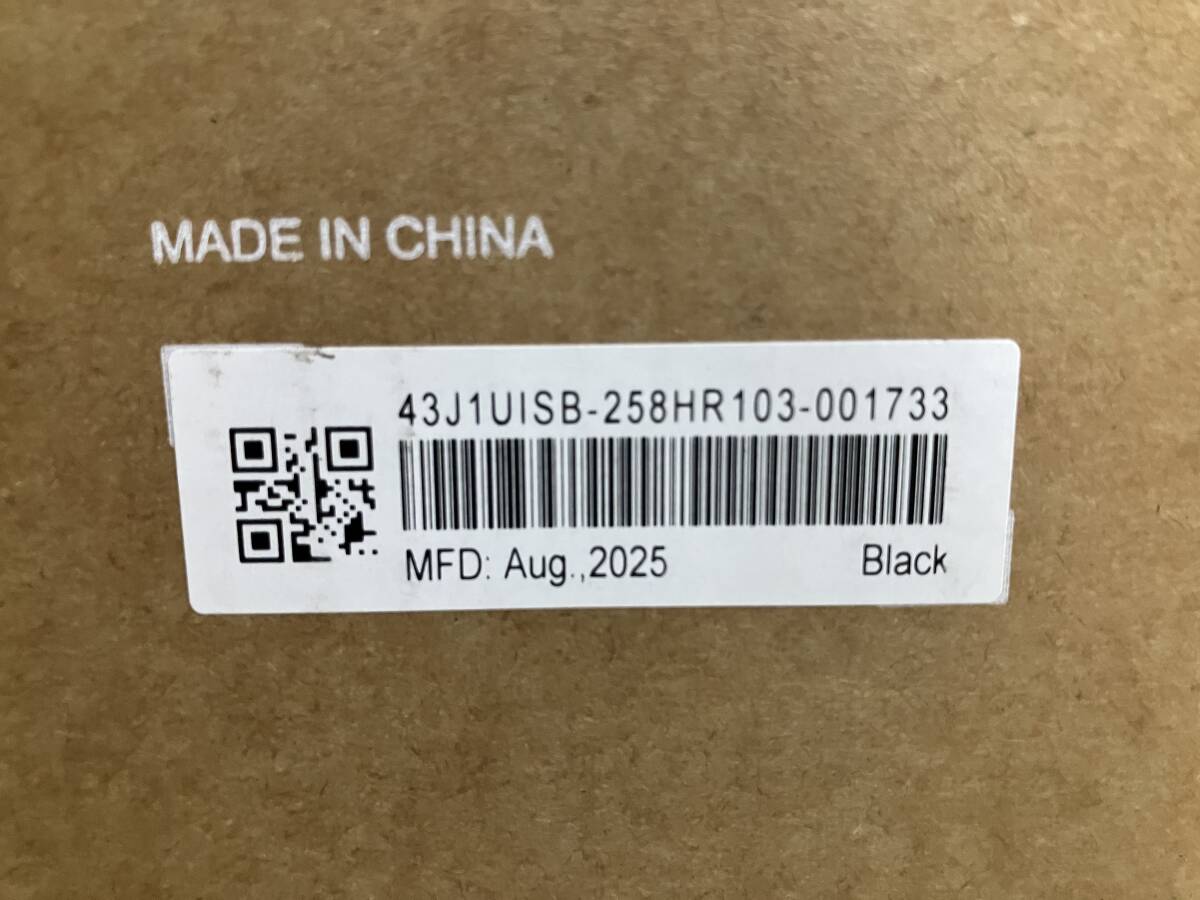 MADE IN CHINA
43J1UISB-258HR103-001733
MFD: Aug.,2025 Black